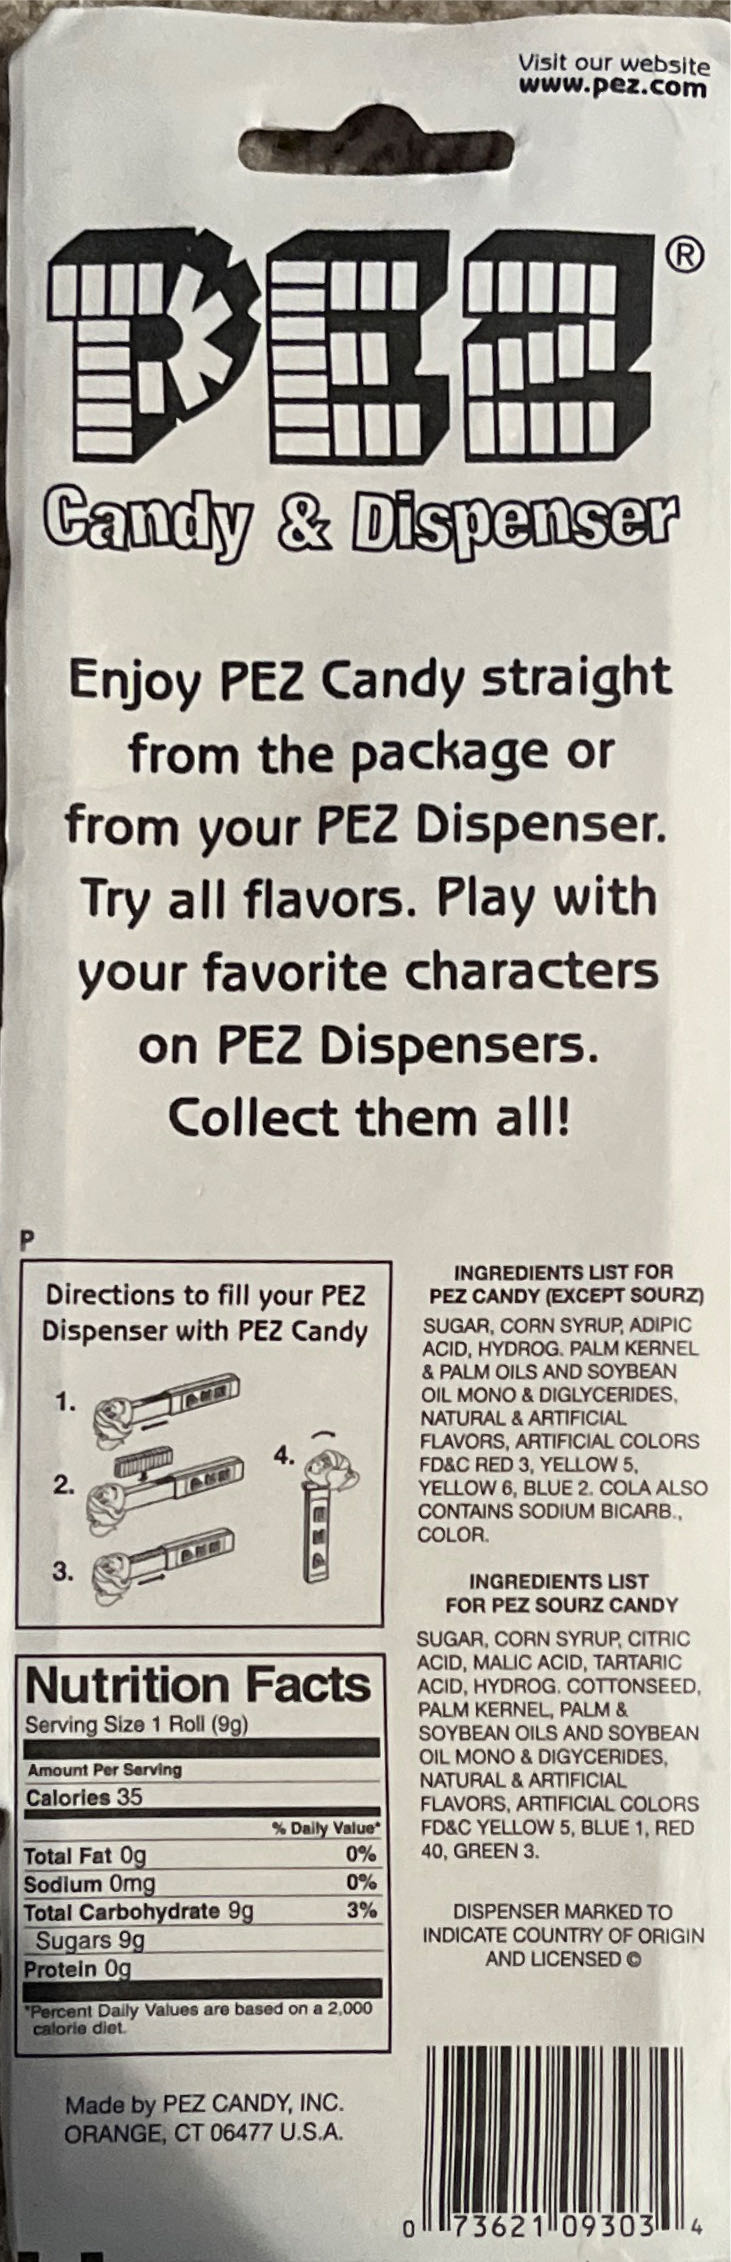 Visit our website
www.pez.com
PEZ®
Candy & Dispenser
Enjoy PEZ Candy straight
from the package or
from your PEZ Dispenser.
Try all flavors. Play with
your favorite characters
on PEZ Dispensers.
Collect them all!
P
Directions to fill your PEZ
Dispenser with PEZ Candy
1.
2.
3.
4.
PEZ
PEZ
PEZ
PEZ
INGREDIENTS LIST FOR
PEZ CANDY (EXCEPT SOURZ)
SUGAR, CORN SYRUP, ADIPIC
ACID, HYDROG. PALM KERNEL
& PALM OILS AND SOYBEAN
OIL MONO & DIGLYCERIDES,
NATURAL & ARTIFICIAL
FLAVORS, ARTIFICIAL COLORS
FD&C RED 3, YELLOW 5,
YELLOW 6, BLUE 2. COLA ALSO
CONTAINS SODIUM BICARB.,
COLOR.
INGREDIENTS LIST
FOR PEZ SOURZ CANDY
SUGAR, CORN SYRUP, CITRIC
ACID, MALIC ACID, TARTARIC
ACID, HYDROG. COTTONSEED,
PALM KERNEL, PALM &
SOYBEAN OILS AND SOYBEAN
OIL MONO & DIGYCERIDES,
NATURAL & ARTIFICIAL
FLAVORS, ARTIFICIAL COLORS
FD&C YELLOW 5, BLUE 1, RED
40, GREEN 3.
DISPENSER MARKED TO
INDICATE COUNTRY OF ORIGIN
AND LICENSED ©
Nutrition Facts
Serving Size 1 Roll (9g)
Amount Per Serving
Calories 35
% Daily Value*
Total Fat 0g 0%
Sodium 0mg 0%
Total Carbohydrate 9g 3%
Sugars 9g
Protein 0g
*Percent Daily Values are based on a 2,000
calorie diet.
Made by PEZ CANDY, INC.
ORANGE, CT 06477 U.S.A.
0 73621 09303 4